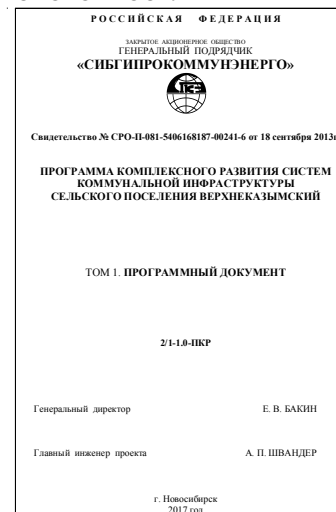 РОССИЙСКАЯ ФЕДЕРАЦИЯ
ЗАКРЫТОЕ АКЦИОНЕРНОЕ ОБЩЕСТВО
ГЕНЕРАЛЬНЫЙ ПОДРЯДЧИК
«СИБГИПРОКОММУНЭНЕРГО»
Свидетельство № СРО-П-081-5406168187-00241-6 от 18 сентября 2013г
ПРОГРАММА КОМПЛЕКСНОГО РАЗВИТИЯ СИСТЕМ
КОММУНАЛЬНОЙ ИНФРАСТРУКТУРЫ
СЕЛЬСКОГО ПОСЕЛЕНИЯ ВЕРХНЕКАЗЫМСКИЙ
ТОМ 1. ПРОГРАММНЫЙ ДОКУМЕНТ
2/1-1.0-ПКР
Генеральный директор Е. В. БАКИН
Главный инженер проекта А. П. ШВАНДЕР
г. Новосибирск
2017 год